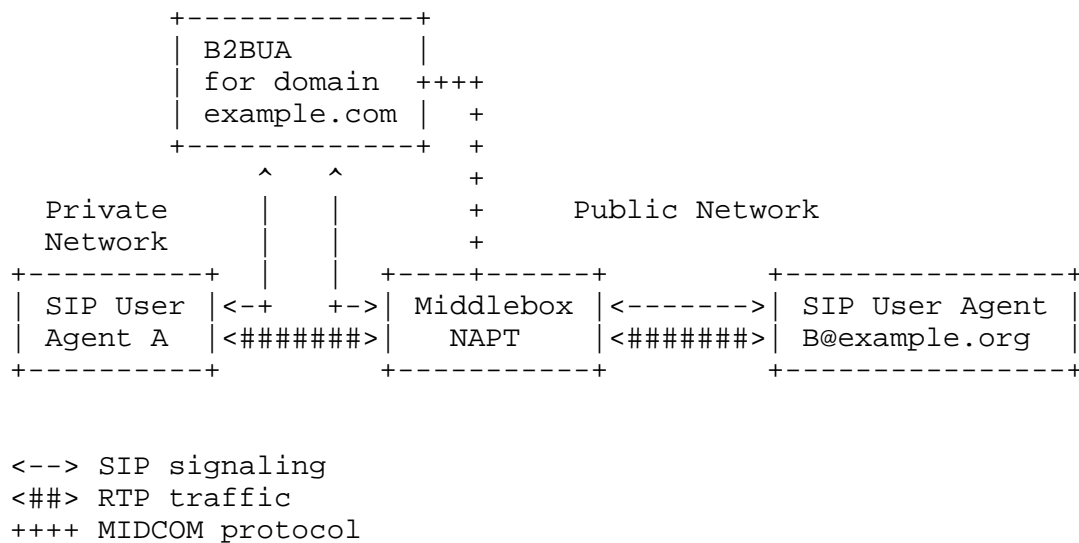 +-------------+
              | B2BUA       |
              | for domain  ++++
              | example.com |  +
              +-------------+  +
                   ^   ^       +
  Private          |   |       +     Public Network
  Network          |   |       +
+----------+       |   |  +----+------+          +----------------+
| SIP User |<-+    +->| Middlebox |<------->| SIP User Agent |
| Agent A  |<#######>|   NAPT    |<#######>| B@example.org  |
+----------+         +-----------+         +----------------+
<--> SIP signaling
<##> RTP traffic
++++ MIDCOM protocol